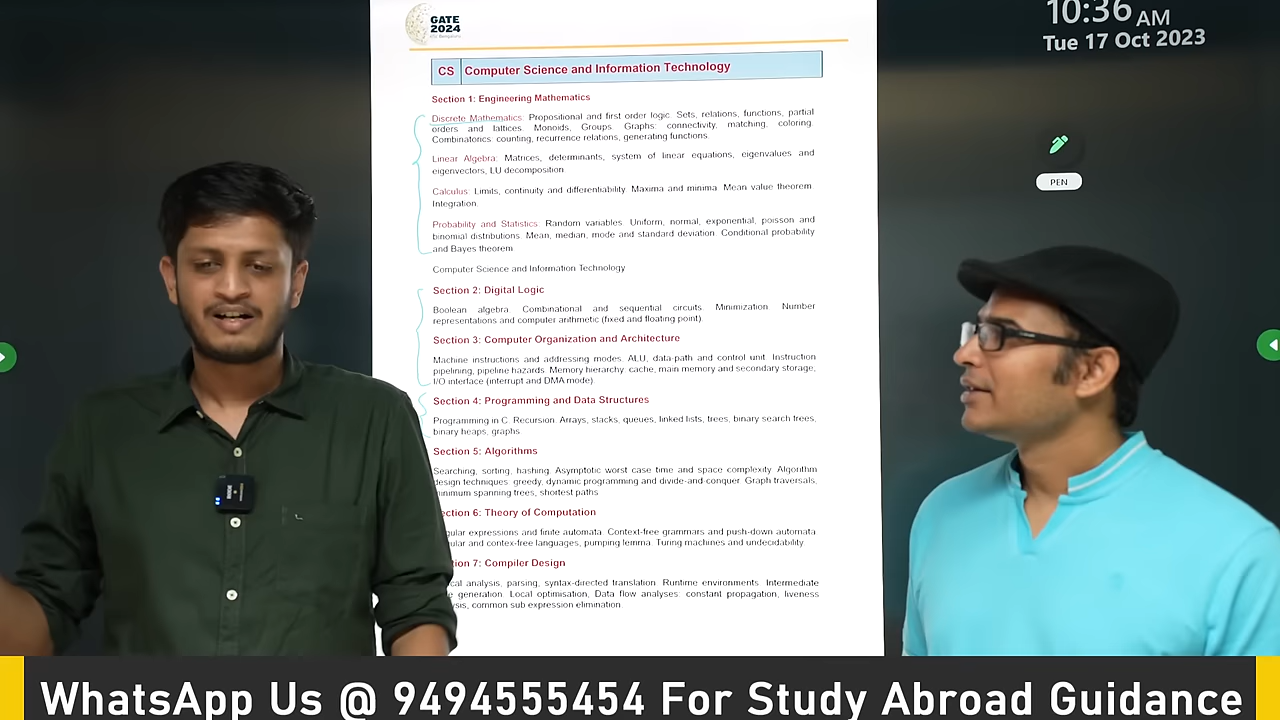 GATE
2024
10:36 AM
Tue 17 Oct 2023
CS Computer Science and Information Technology
Section 1: Engineering Mathematics
Discrete Mathematics: Propositional and first order logic. Sets, relations, functions, partial
orders and lattices. Monoids, Groups. Graphs: connectivity, matching, coloring.
Combinatorics: counting, recurrence relations, generating functions.
PEN
Linear Algebra: Matrices, determinants, system of linear equations, eigenvalues and
eigenvectors, LU decomposition.
Calculus: Limits, continuity and differentiability. Maxima and minima. Mean value theorem.
Integration.
Probability and Statistics: Random variables. Uniform, normal, exponential, poisson and
binomial distributions. Mean, median, mode and standard deviation. Conditional probability
and Bayes theorem.
Computer Science and Information Technology
Section 2: Digital Logic
Boolean algebra. Combinational and sequential circuits. Minimization. Number
representations and computer arithmetic (fixed and floating point).
Section 3: Computer Organization and Architecture
Machine instructions and addressing modes. ALU, data-path and control unit. Instruction
pipelining, pipeline hazards. Memory hierarchy: cache, main memory and secondary storage;
I/O interface (interrupt and DMA mode).
Section 4: Programming and Data Structures
Programming in C. Recursion. Arrays, stacks, queues, linked lists, trees, binary search trees,
binary heaps, graphs.
Section 5: Algorithms
Searching, sorting, hashing. Asymptotic worst case time and space complexity. Algorithm
design techniques: greedy, dynamic programming and divide-and-conquer. Graph traversals,
minimum spanning trees, shortest paths
ection 6: Theory of Computation
gular expressions and finite automata. Context-free grammars and push-down automata.
ular and contex-free languages, pumping lemma. Turing machines and undecidability.
tion 7: Compiler Design
cal analysis, parsing, syntax-directed translation. Runtime environments. Intermediate
e generation. Local optimisation, Data flow analyses: constant propagation, liveness
ysis, common sub expression elimination.
WhatsApp Us @ 9494555454 For Study Abroad Guidance